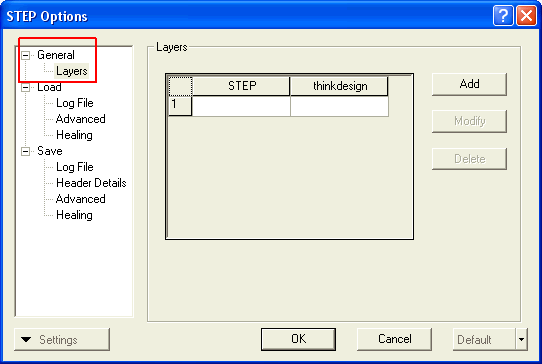 STEP Options
General
Layers
Load
Log File
Advanced
Healing
Save
Log File
Header Details
Advanced
Healing
Layers
STEP thinkdesign
1
Add
Modify
Delete
Settings
OK
Cancel
Default